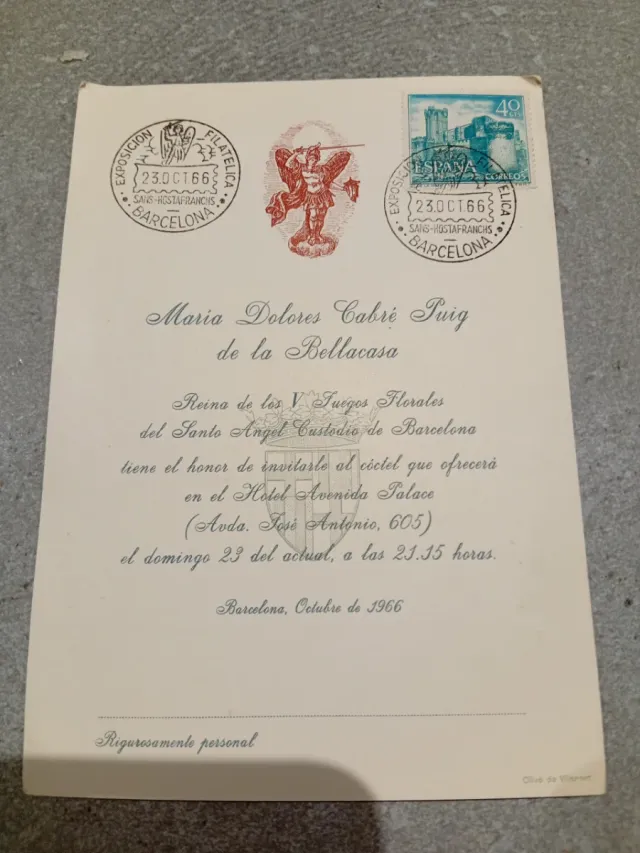 EXPOSICION FILATELICA
23.OCT 66
SANS-HOSTAFRANCHS
BARCELONA
40 CTS
ESPAÑA
CORREOS
EXPOSICION FILATELICA
23.OCT 66
SANS-HOSTAFRANCHS
BARCELONA
María Dolores Cabré Puig
de la Bellacasa
Reina de los V Juegos Florales
del Santo Angel Custodio de Barcelona
tiene el honor de invitarle al cóctel que ofrecerá
en el Hotel Avenida Palace
(Avda. José Antonio, 605)
el domingo 23 del actual, a las 21.15 horas.
Barcelona, Octubre de 1966
Rigurosamente personal